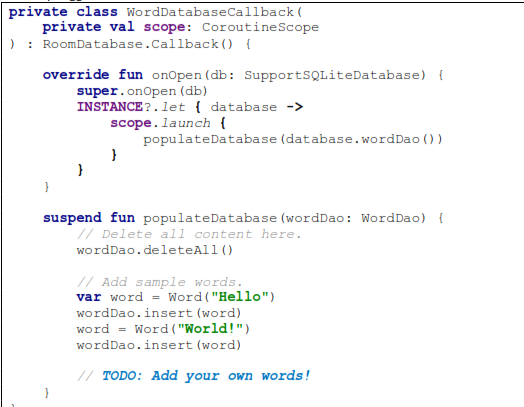 private class WordDatabaseCallback(
    private val scope: CoroutineScope
) : RoomDatabase.Callback() {

    override fun onOpen(db: SupportSQLiteDatabase) {
        super.onOpen(db)
        INSTANCE?.let { database ->
            scope.launch {
                populateDatabase(database.wordDao())
            }
        }
    }

    suspend fun populateDatabase(wordDao: WordDao) {
        // Delete all content here.
        wordDao.deleteAll()

        // Add sample words.
        var word = Word("Hello")
        wordDao.insert(word)
        word = Word("World!")
        wordDao.insert(word)

        // TODO: Add your own words!
    }